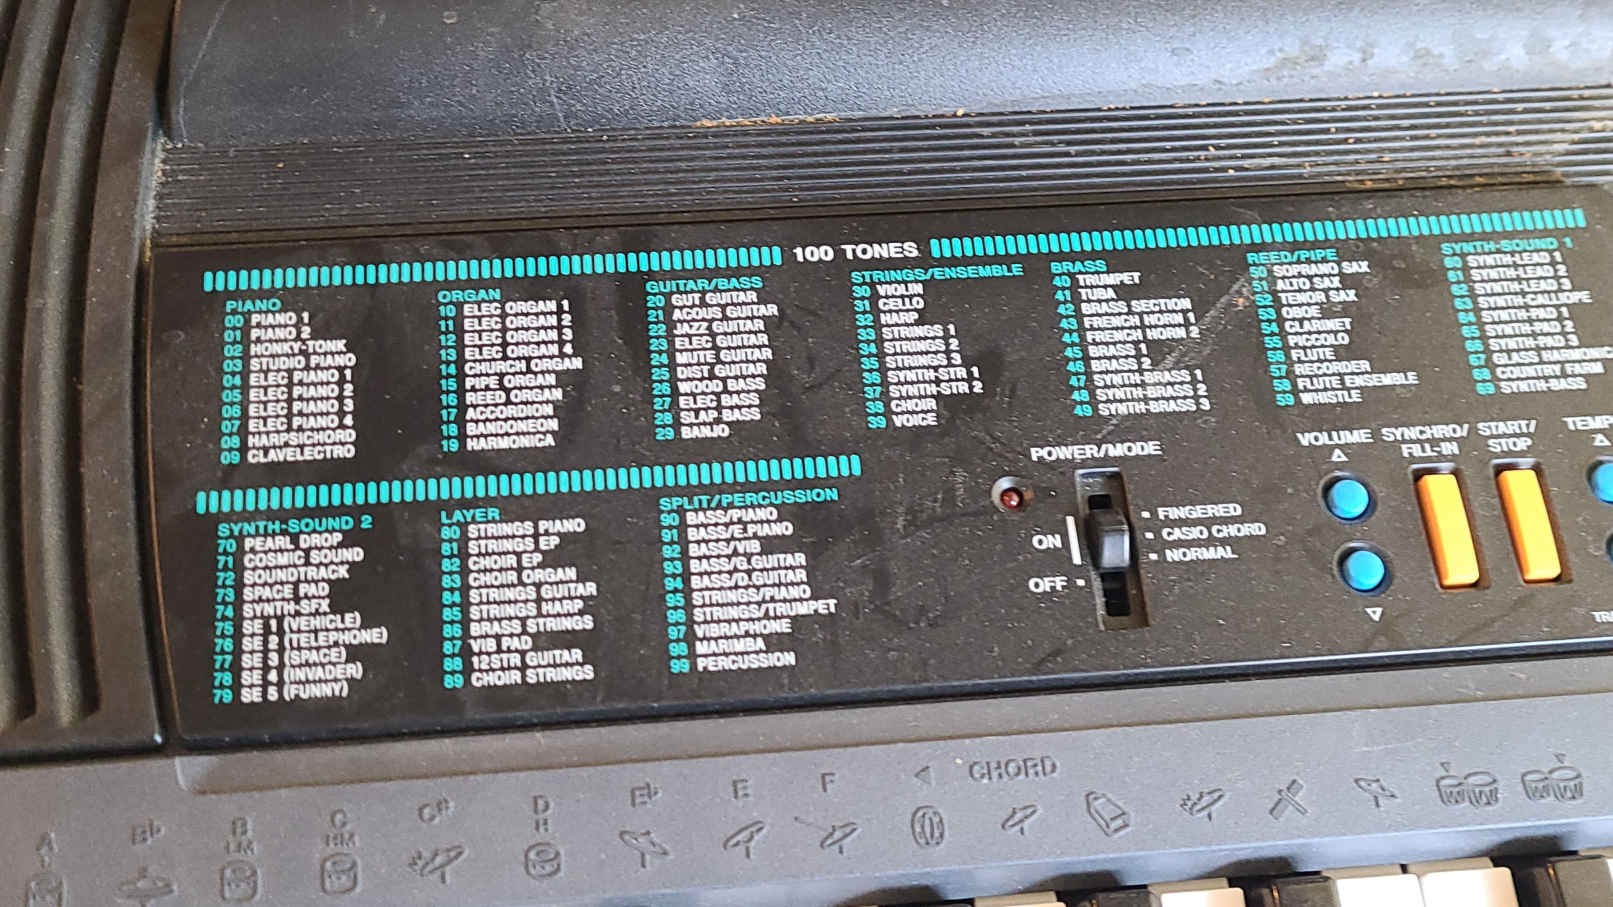 100 TONES
PIANO
00 PIANO 1
01 PIANO 2
02 HONKY-TONK
03 STUDIO PIANO
04 ELEC PIANO 1
05 ELEC PIANO 2
06 ELEC PIANO 3
07 ELEC PIANO 4
08 HARPSICHORD
09 CLAVELECTRO
ORGAN
10 ELEC ORGAN 1
11 ELEC ORGAN 2
12 ELEC ORGAN 3
13 ELEC ORGAN 4
14 CHURCH ORGAN
15 PIPE ORGAN
16 REED ORGAN
17 ACCORDION
18 BANDONEON
19 HARMONICA
GUITAR/BASS
20 GUT GUITAR
21 ACOUS GUITAR
22 JAZZ GUITAR
23 ELEC GUITAR
24 MUTE GUITAR
25 DIST GUITAR
26 WOOD BASS
27 ELEC BASS
28 SLAP BASS
29 BANJO
STRINGS/ENSEMBLE
30 VIOLIN
31 CELLO
32 HARP
33 STRINGS 1
34 STRINGS 2
35 STRINGS 3
36 SYNTH-STR 1
37 SYNTH-STR 2
38 CHOIR
39 VOICE
BRASS
40 TRUMPET
41 TUBA
42 BRASS SECTION
43 FRENCH HORN 1
44 FRENCH HORN 2
45 BRASS 1
46 BRASS 2
47 SYNTH-BRASS 1
48 SYNTH-BRASS 2
49 SYNTH-BRASS 3
REED/PIPE
50 SOPRANO SAX
51 ALTO SAX
52 TENOR SAX
53 OBOE
54 CLARINET
55 PICCOLO
56 FLUTE
57 RECORDER
58 FLUTE ENSEMBLE
59 WHISTLE
SYNTH-SOUND 1
60 SYNTH-LEAD 1
61 SYNTH-LEAD 2
62 SYNTH-LEAD 3
63 SYNTH-CALLIOPE
64 SYNTH-PAD 1
65 SYNTH-PAD 2
66 SYNTH-PAD 3
67 GLASS HARMONIC
68 COUNTRY FARM
69 SYNTH-BASS
SYNTH-SOUND 2
70 PEARL DROP
71 COSMIC SOUND
72 SOUNDTRACK
73 SPACE PAD
74 SYNTH-SFX
75 SE 1 (VEHICLE)
76 SE 2 (TELEPHONE)
77 SE 3 (SPACE)
78 SE 4 (INVADER)
79 SE 5 (FUNNY)
LAYER
80 STRINGS PIANO
81 STRINGS EP
82 CHOIR EP
83 CHOIR ORGAN
84 STRINGS GUITAR
85 STRINGS HARP
86 BRASS STRINGS
87 VIB PAD
88 12STR GUITAR
89 CHOIR STRINGS
SPLIT/PERCUSSION
90 BASS/PIANO
91 BASS/E.PIANO
92 BASS/VIB
93 BASS/G.GUITAR
94 BASS/D.GUITAR
95 STRINGS/PIANO
96 STRINGS/TRUMPET
97 VIBRAPHONE
98 MARIMBA
99 PERCUSSION
POWER/MODE
ON
OFF
FINGERED
CASIO CHORD
NORMAL
VOLUME
SYNCHRO/
FILL-IN
START/
STOP
TEMP
TR
CHORD
A
B♭
B
LM
C
HM
C#
D
H
E♭
E
F